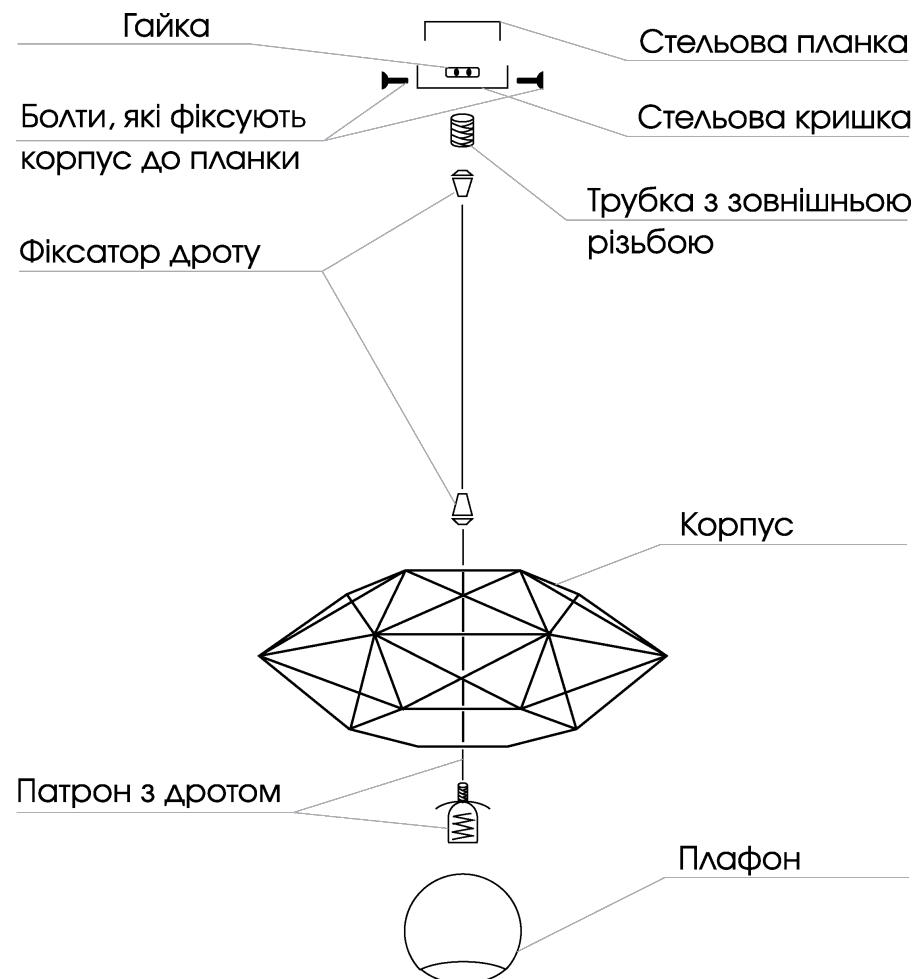 Гайка
Стельова планка
Болти, які фіксують
корпус до планки
Стельова кришка
Трубка з зовнішньою
різьбою
Фіксатор дроту
Корпус
Патрон з дротом
Плафон